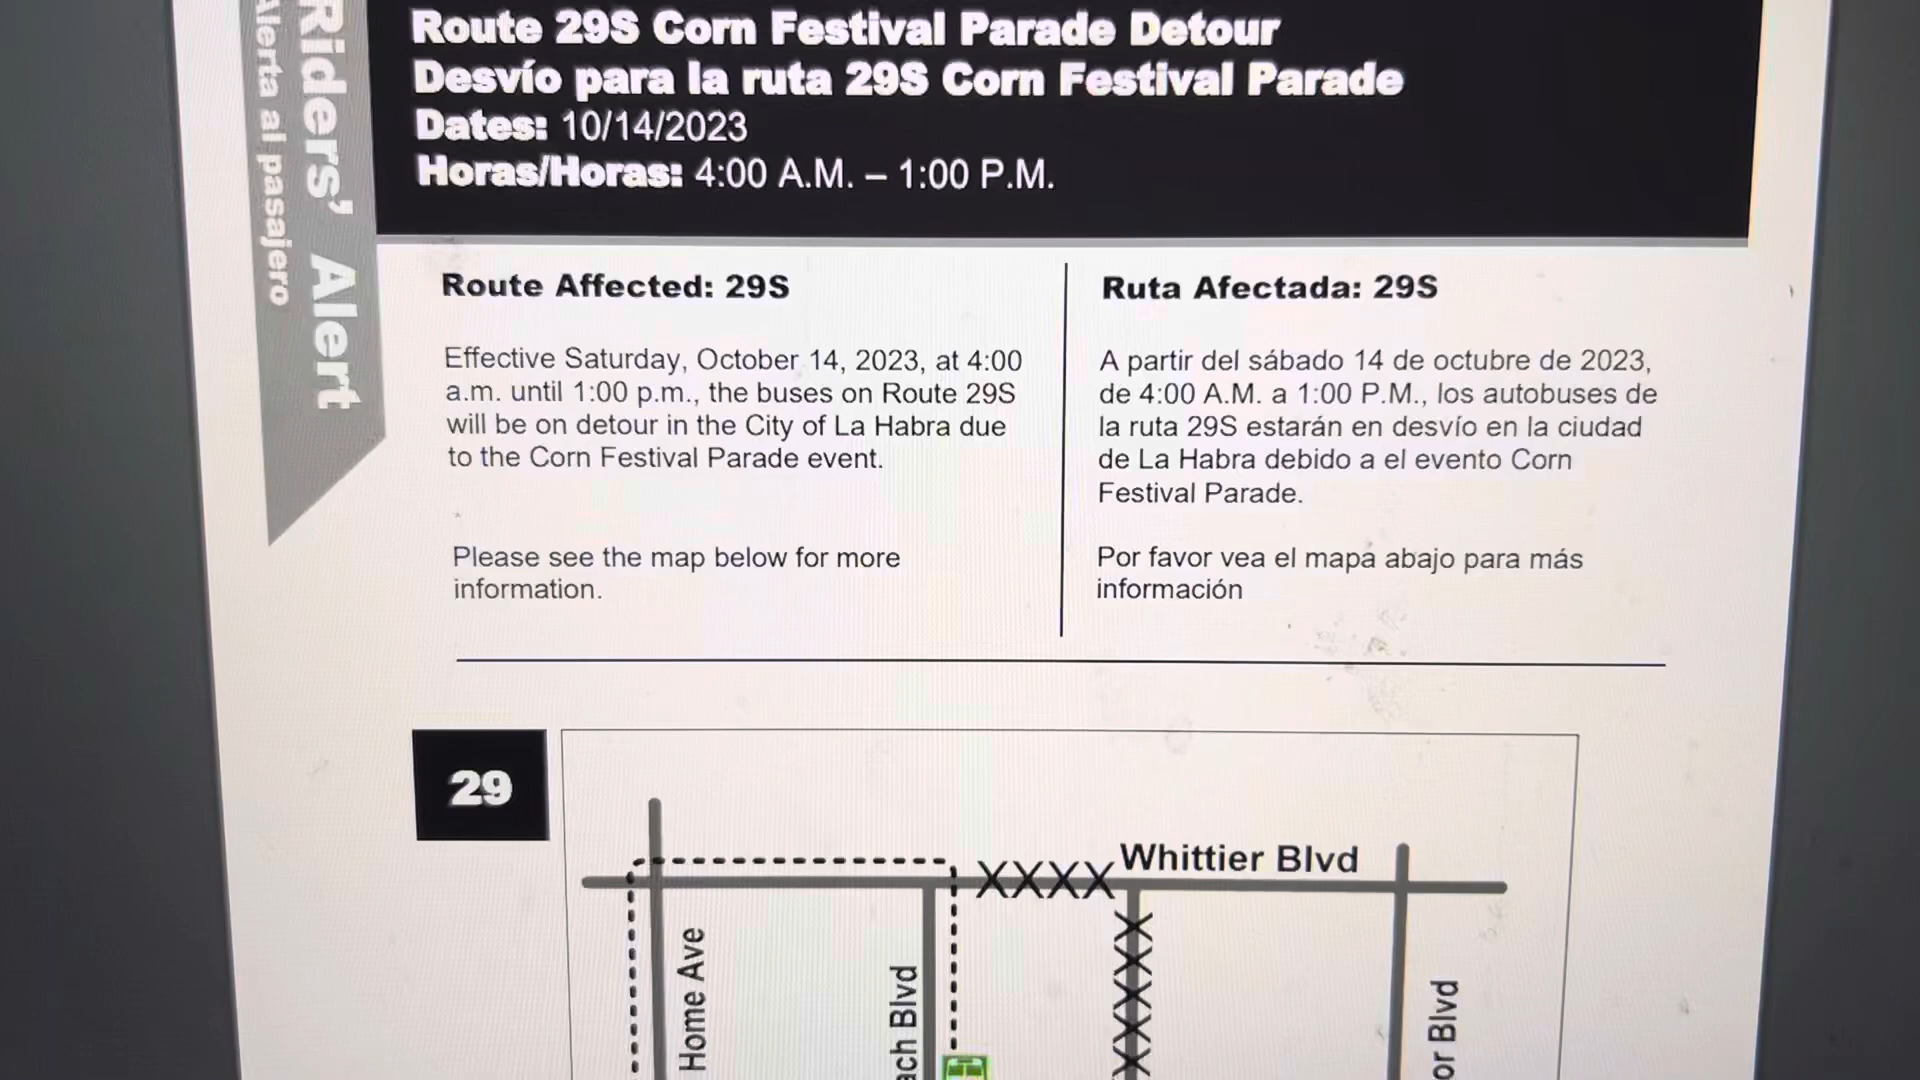 Riders' Alert
Alerta al pasajero
Route 29S Corn Festival Parade Detour
Desvío para la ruta 29S Corn Festival Parade
Dates: 10/14/2023
Horas/Horas: 4:00 A.M. – 1:00 P.M.
Route Affected: 29S
Effective Saturday, October 14, 2023, at 4:00
a.m. until 1:00 p.m., the buses on Route 29S
will be on detour in the City of La Habra due
to the Corn Festival Parade event.
Please see the map below for more
information.
Ruta Afectada: 29S
A partir del sábado 14 de octubre de 2023,
de 4:00 A.M. a 1:00 P.M., los autobuses de
la ruta 29S estarán en desvío en la ciudad
de La Habra debido a el evento Corn
Festival Parade.
Por favor vea el mapa abajo para más
información
29
Whittier Blvd
XXXX
XXXXX
Home Ave
ach Blvd
or Blvd